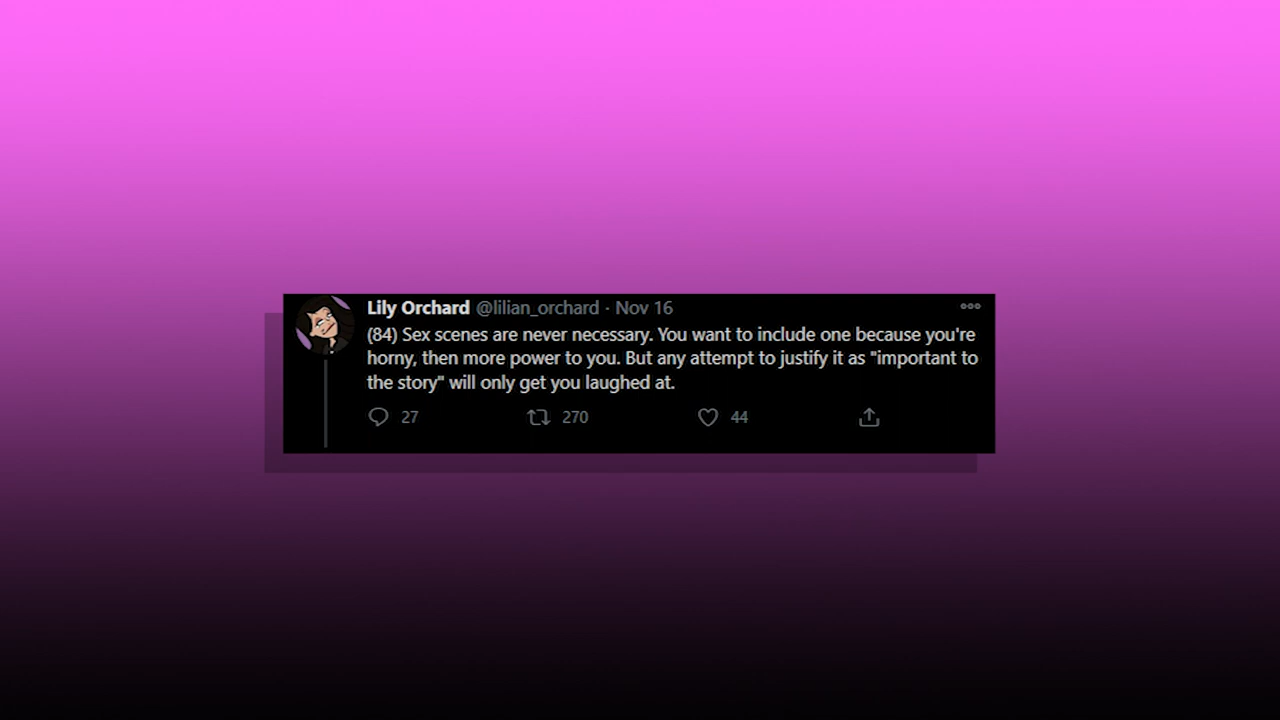 Lily Orchard @lilian_orchard · Nov 16
(84) Sex scenes are never necessary. You want to include one because you're
horny, then more power to you. But any attempt to justify it as "important to
the story" will only get you laughed at.
27 270 44